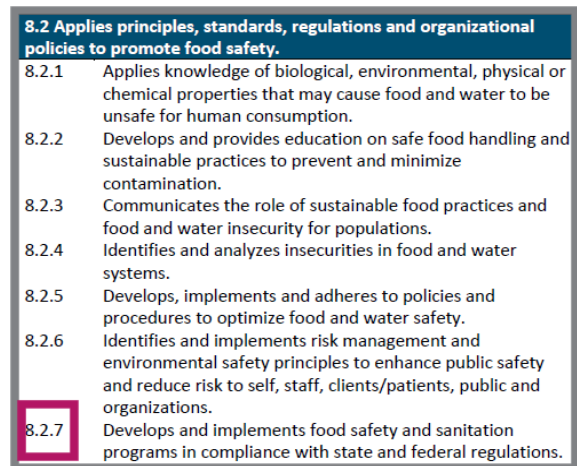 8.2 Applies principles, standards, regulations and organizational
policies to promote food safety.
8.2.1 Applies knowledge of biological, environmental, physical or
chemical properties that may cause food and water to be
unsafe for human consumption.
8.2.2 Develops and provides education on safe food handling and
sustainable practices to prevent and minimize
contamination.
8.2.3 Communicates the role of sustainable food practices and
food and water insecurity for populations.
8.2.4 Identifies and analyzes insecurities in food and water
systems.
8.2.5 Develops, implements and adheres to policies and
procedures to optimize food and water safety.
8.2.6 Identifies and implements risk management and
environmental safety principles to enhance public safety
and reduce risk to self, staff, clients/patients, public and
organizations.
8.2.7 Develops and implements food safety and sanitation
programs in compliance with state and federal regulations.